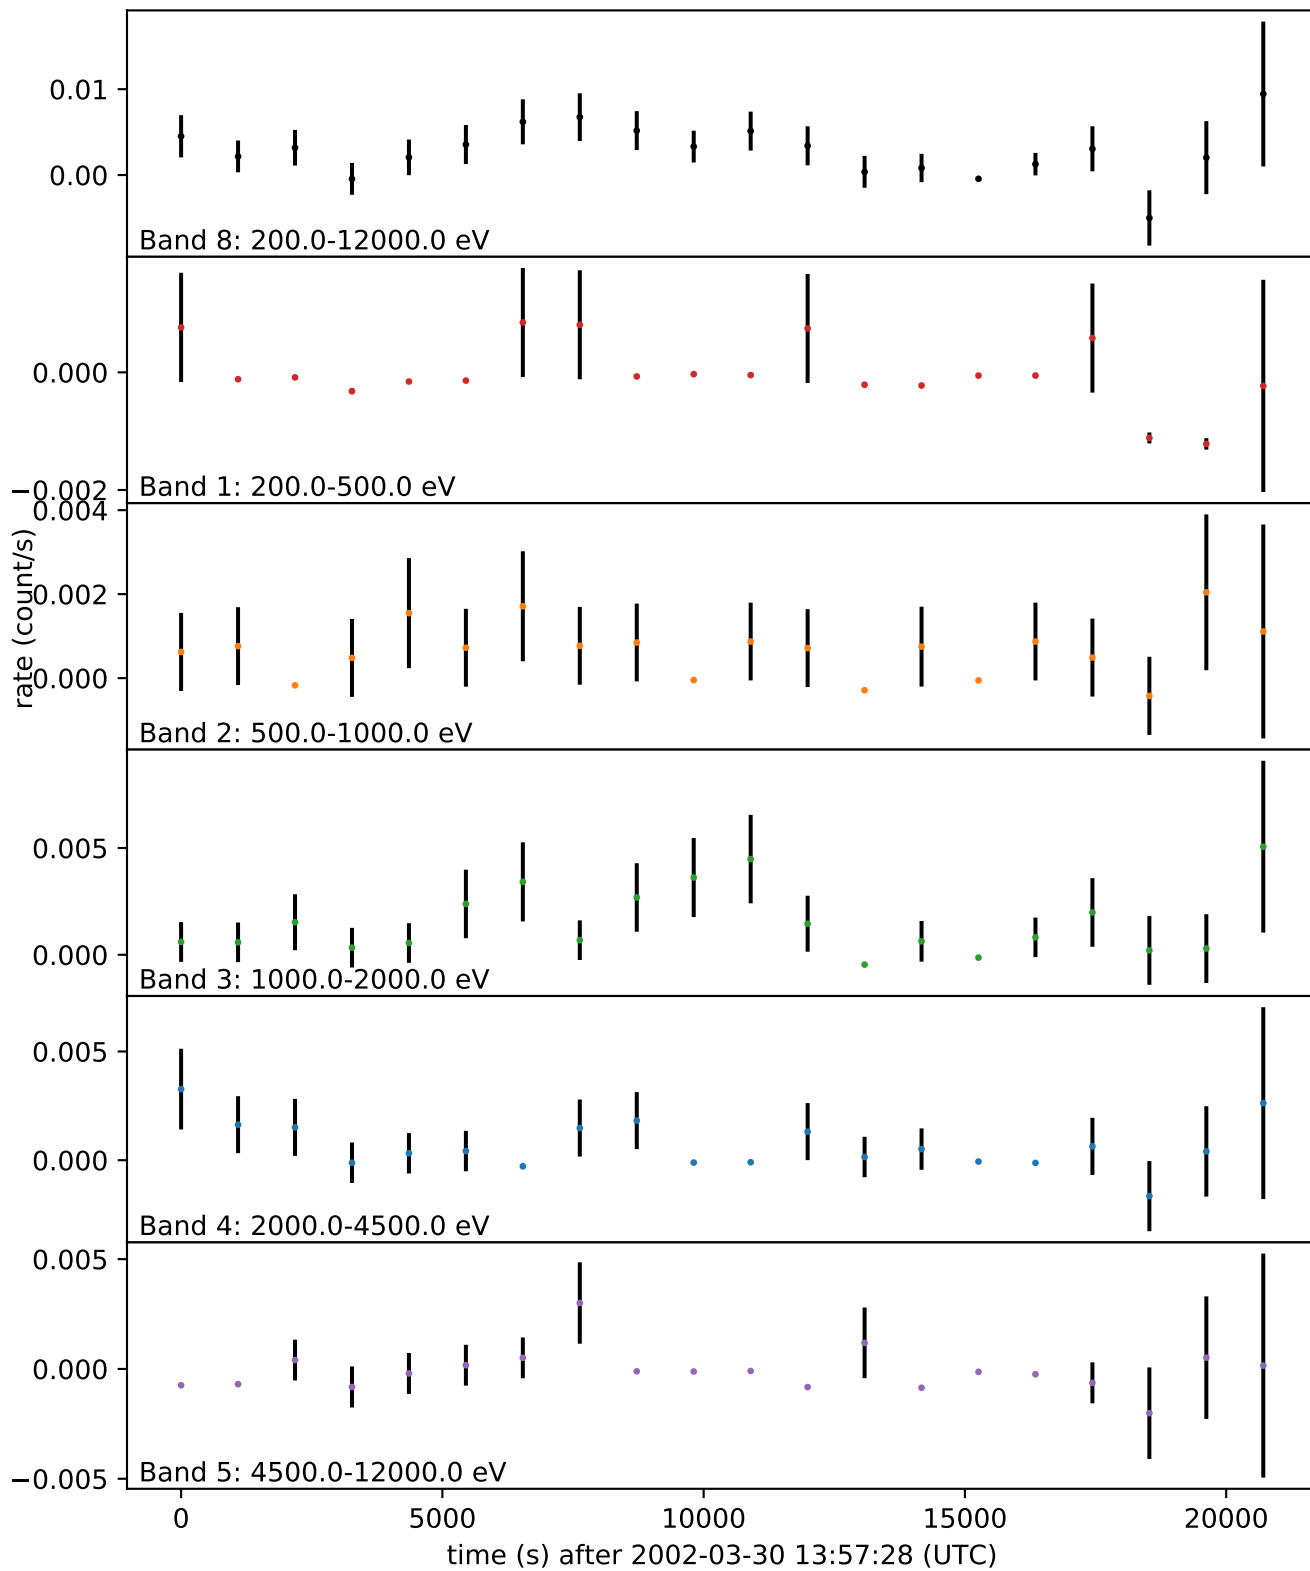 0.01
0.00
Band 8: 200.0-12000.0 eV
0.000
−0.002
Band 1: 200.0-500.0 eV
0.004
0.002
0.000
rate (count/s)
Band 2: 500.0-1000.0 eV
0.005
0.000
Band 3: 1000.0-2000.0 eV
0.005
0.000
Band 4: 2000.0-4500.0 eV
0.005
0.000
−0.005
Band 5: 4500.0-12000.0 eV
0 5000 10000 15000 20000
time (s) after 2002-03-30 13:57:28 (UTC)